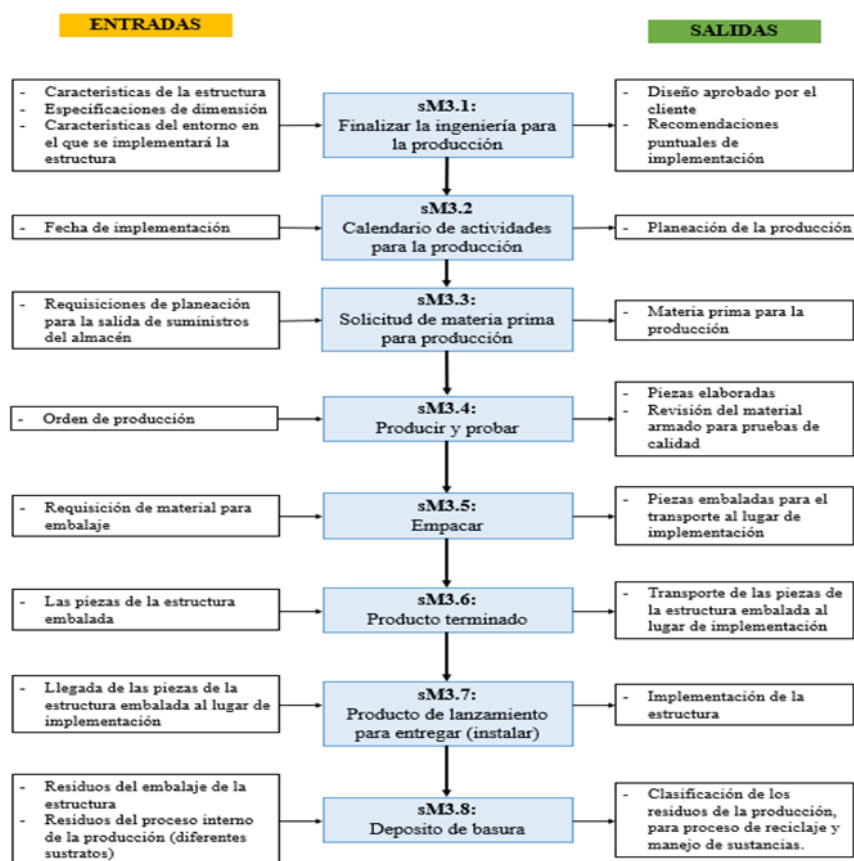 ENTRADAS
SALIDAS
- Caracteristicas de la estructura
- Especificaciones de dimensión
- Caracteristicas del entorno en
el que se implementará la
estructura
sM3.1:
Finalizar la ingeniería para
la producción
- Diseño aprobado por el
cliente
- Recomendaciones
puntuales de
implementación
- Fecha de implementación
sM3.2
Calendario de actividades
para la producción
- Planeación de la producción
- Requisiciones de planeación
para la salida de suministros
del almacén
sM3.3:
Solicitud de materia prima
para producción
- Materia prima para la
producción
- Orden de producción
sM3.4:
Producir y probar
- Piezas elaboradas
- Revisión del material
armado para pruebas de
calidad
- Requisición de material para
embalaje
sM3.5:
Empacar
- Piezas embaladas para el
transporte al lugar de
implementación
- Las piezas de la estructura
embalada
sM3.6:
Producto terminado
- Transporte de las piezas de
la estructura embalada al
lugar de implementación
- Llegada de las piezas de la
estructura embalada al lugar de
implementación
sM3.7:
Producto de lanzamiento
para entregar (instalar)
- Implementación de la
estructura
- Residuos del embalaje de la
estructura
- Residuos del proceso interno
de la producción (diferentes
sustratos)
sM3.8:
Deposito de basura
- Clasificación de los
residuos de la producción,
para proceso de reciclaje y
manejo de sustancias.